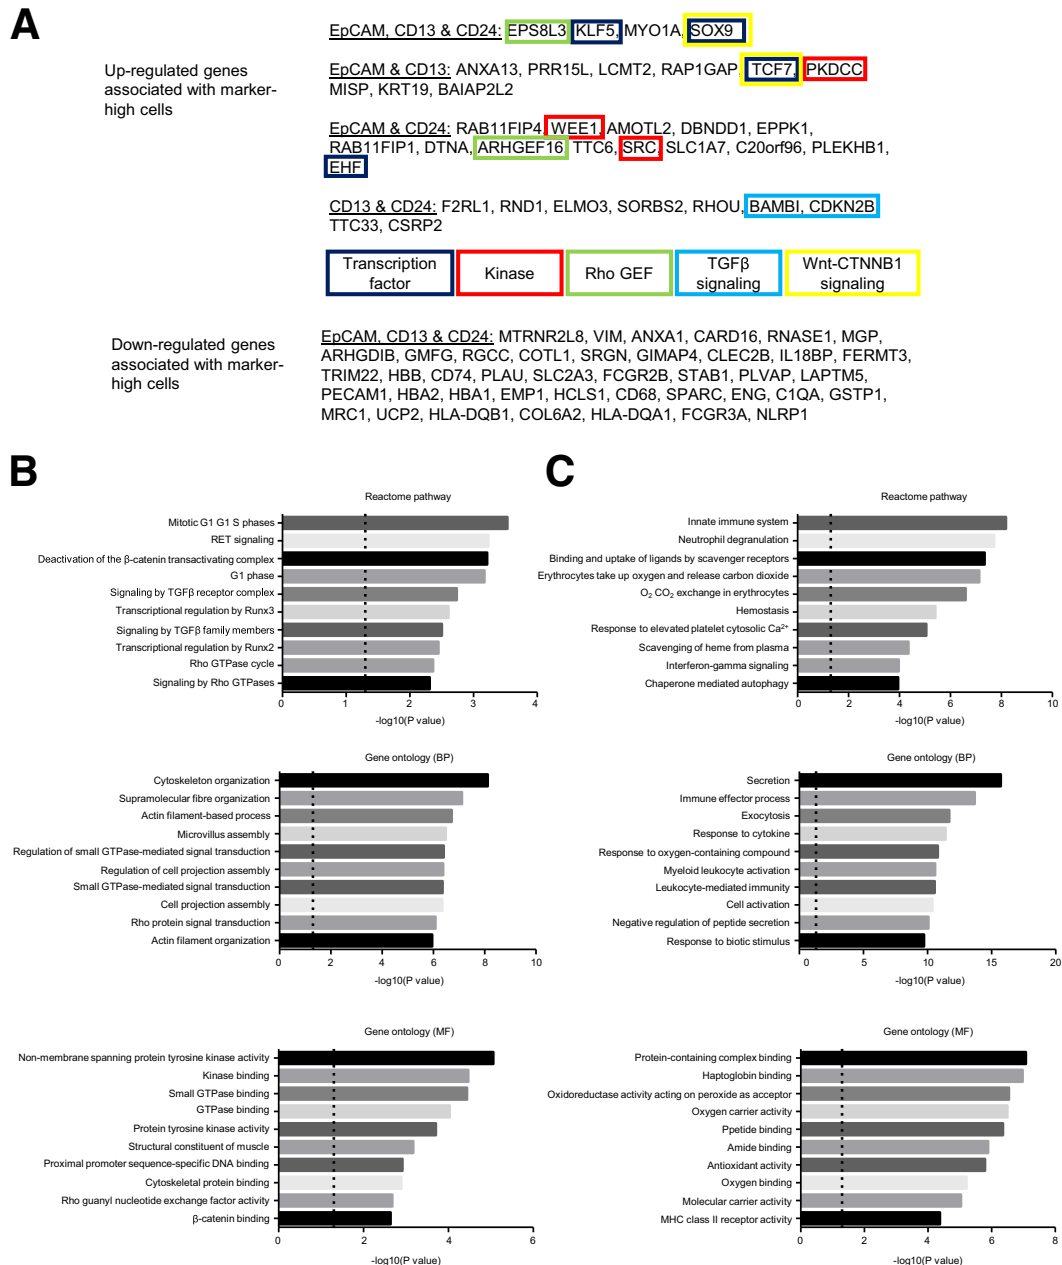 A
Up-regulated genes
associated with marker-
high cells
EpCAM, CD13 & CD24: EPS8L3 KLF5, MYO1A, SOX9
EpCAM & CD13: ANXA13, PRR15L, LCMT2, RAP1GAP, TCF7, PKDCC
MISP, KRT19, BAIAP2L2
EpCAM & CD24: RAB11FIP4, WEE1, AMOTL2, DBNDD1, EPPK1,
RAB11FIP1, DTNA, ARHGEF16 TTC6, SRC, SLC1A7, C20orf96, PLEKHB1,
EHF
CD13 & CD24: F2RL1, RND1, ELMO3, SORBS2, RHOU, BAMBI, CDKN2B
TTC33, CSRP2
Transcription
factor
Kinase
Rho GEF
TGFβ
signaling
Wnt-CTNNB1
signaling
Down-regulated genes
associated with marker-
high cells
EpCAM, CD13 & CD24: MTRNR2L8, VIM, ANXA1, CARD16, RNASE1, MGP,
ARHGDIB, GMFG, RGCC, COTL1, SRGN, GIMAP4, CLEC2B, IL18BP, FERMT3,
TRIM22, HBB, CD74, PLAU, SLC2A3, FCGR2B, STAB1, PLVAP, LAPTM5,
PECAM1, HBA2, HBA1, EMP1, HCLS1, CD68, SPARC, ENG, C1QA, GSTP1,
MRC1, UCP2, HLA-DQB1, COL6A2, HLA-DQA1, FCGR3A, NLRP1
B
Reactome pathway
Mitotic G1 G1 S phases
RET signaling
Deactivation of the β-catenin transactivating complex
G1 phase
Signaling by TGFβ receptor complex
Transcriptional regulation by Runx3
Signaling by TGFβ family members
Transcriptional regulation by Runx2
Rho GTPase cycle
Signaling by Rho GTPases
0 1 2 3 4
-log10(P value)
Gene ontology (BP)
Cytoskeleton organization
Supramolecular fibre organization
Actin filament-based process
Microvillus assembly
Regulation of small GTPase-mediated signal transduction
Regulation of cell projection assembly
Small GTPase-mediated signal transduction
Cell projection assembly
Rho protein signal transduction
Actin filament organization
0 2 4 6 8 10
-log10(P value)
Gene ontology (MF)
Non-membrane spanning protein tyrosine kinase activity
Kinase binding
Small GTPase binding
GTPase binding
Protein tyrosine kinase activity
Structural constituent of muscle
Proximal promoter sequence-specific DNA binding
Cytoskeletal protein binding
Rho guanyl nucleotide exchange factor activity
β-catenin binding
0 2 4 6
-log10(P value)
C
Reactome pathway
Innate immune system
Neutrophil degranulation
Binding and uptake of ligands by scavenger receptors
Erythrocytes take up oxygen and release carbon dioxide
O₂ CO₂ exchange in erythrocytes
Hemostasis
Response to elevated platelet cytosolic Ca²⁺
Scavenging of heme from plasma
Interferon-gamma signaling
Chaperone mediated autophagy
0 2 4 6 8 10
-log10(P value)
Gene ontology (BP)
Secretion
Immune effector process
Exocytosis
Response to cytokine
Response to oxygen-containing compound
Myeloid leukocyte activation
Leukocyte-mediated immunity
Cell activation
Negative regulation of peptide secretion
Response to biotic stimulus
0 5 10 15 20
-log10(P value)
Gene ontology (MF)
Protein-containing complex binding
Haptoglobin binding
Oxidoreductase activity acting on peroxide as acceptor
Oxygen carrier activity
Ppetide binding
Amide binding
Antioxidant activity
Oxygen binding
Molecular carrier activity
MHC class II receptor activity
0 2 4 6 8
-log10(P value)